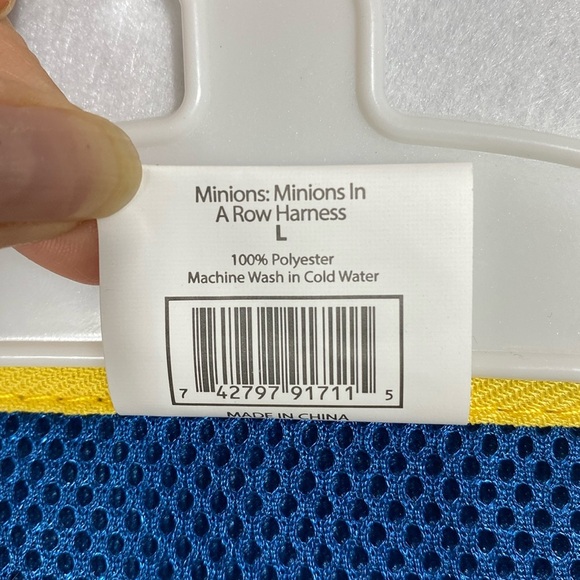 Minions: Minions In
A Row Harness
L
100% Polyester
Machine Wash in Cold Water
7 42797 91711 5
MADE IN CHINA